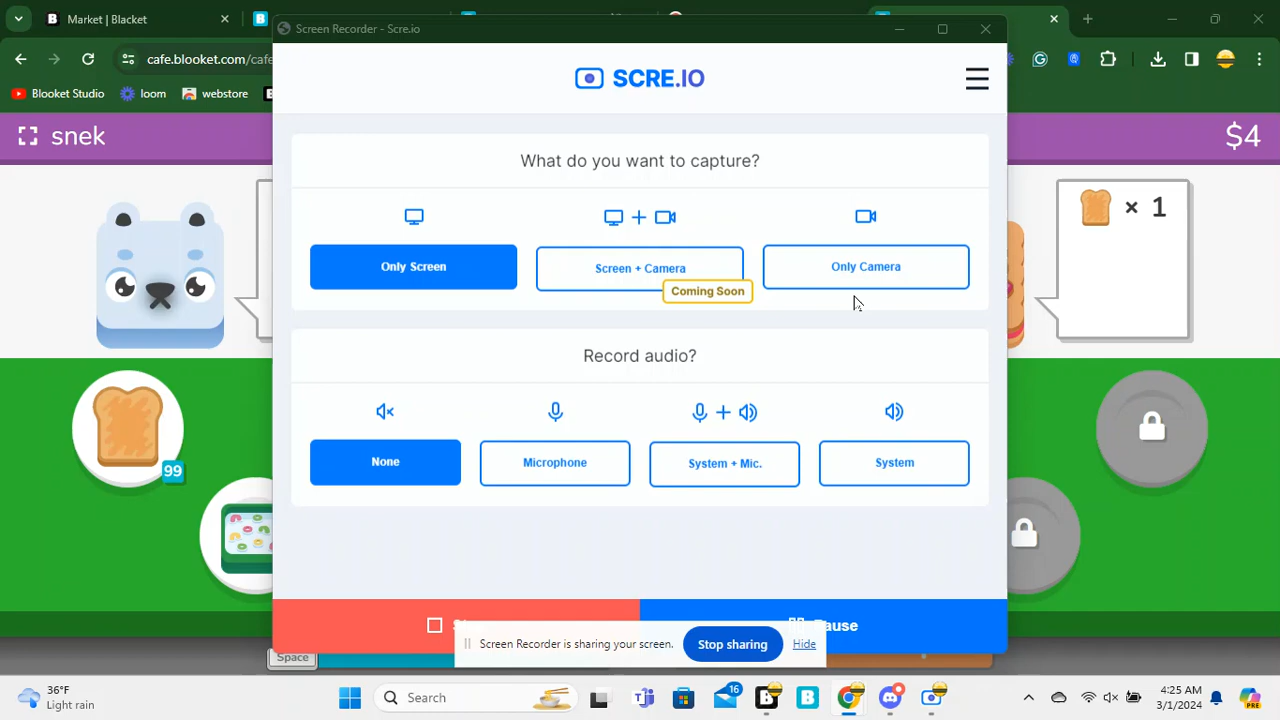 Market | Blacket
Screen Recorder - Scre.io
cafe.blooket.com/cafe
Blooket Studio
loom
webstore
snek
$4
SCRE.IO
What do you want to capture?
Only Screen
Screen + Camera
Only Camera
Coming Soon
× 1
Record audio?
None
Microphone
System + Mic.
System
99
Pause
Screen Recorder is sharing your screen.
Stop sharing
Hide
Space
36°F
Light rain
Search
16
4:25 AM
3/1/2024
PRE